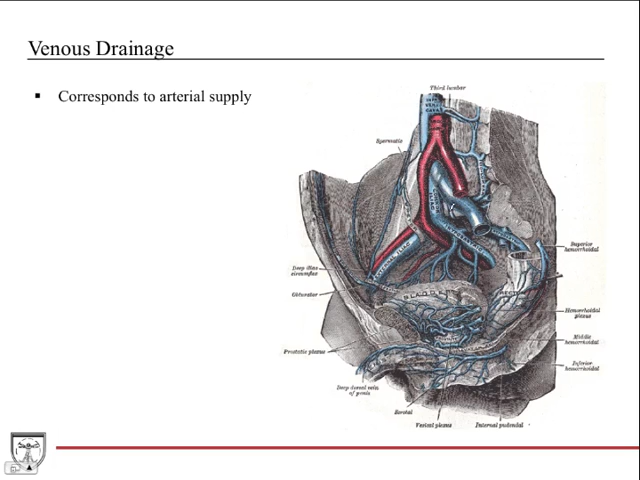 Venous Drainage
Corresponds to arterial supply
Third lumbar
Spermatic
Superior
hemorrhoidal
Deep iliac
circumflex
Obturator
BLADDER
Hemorrhoidal
plexus
Middle
hemorrhoidal
Prostatic plexus
Inferior
hemorrhoidal
Deep dorsal vein
of penis
Scrotal
Vesical plexus
Internal pudendal